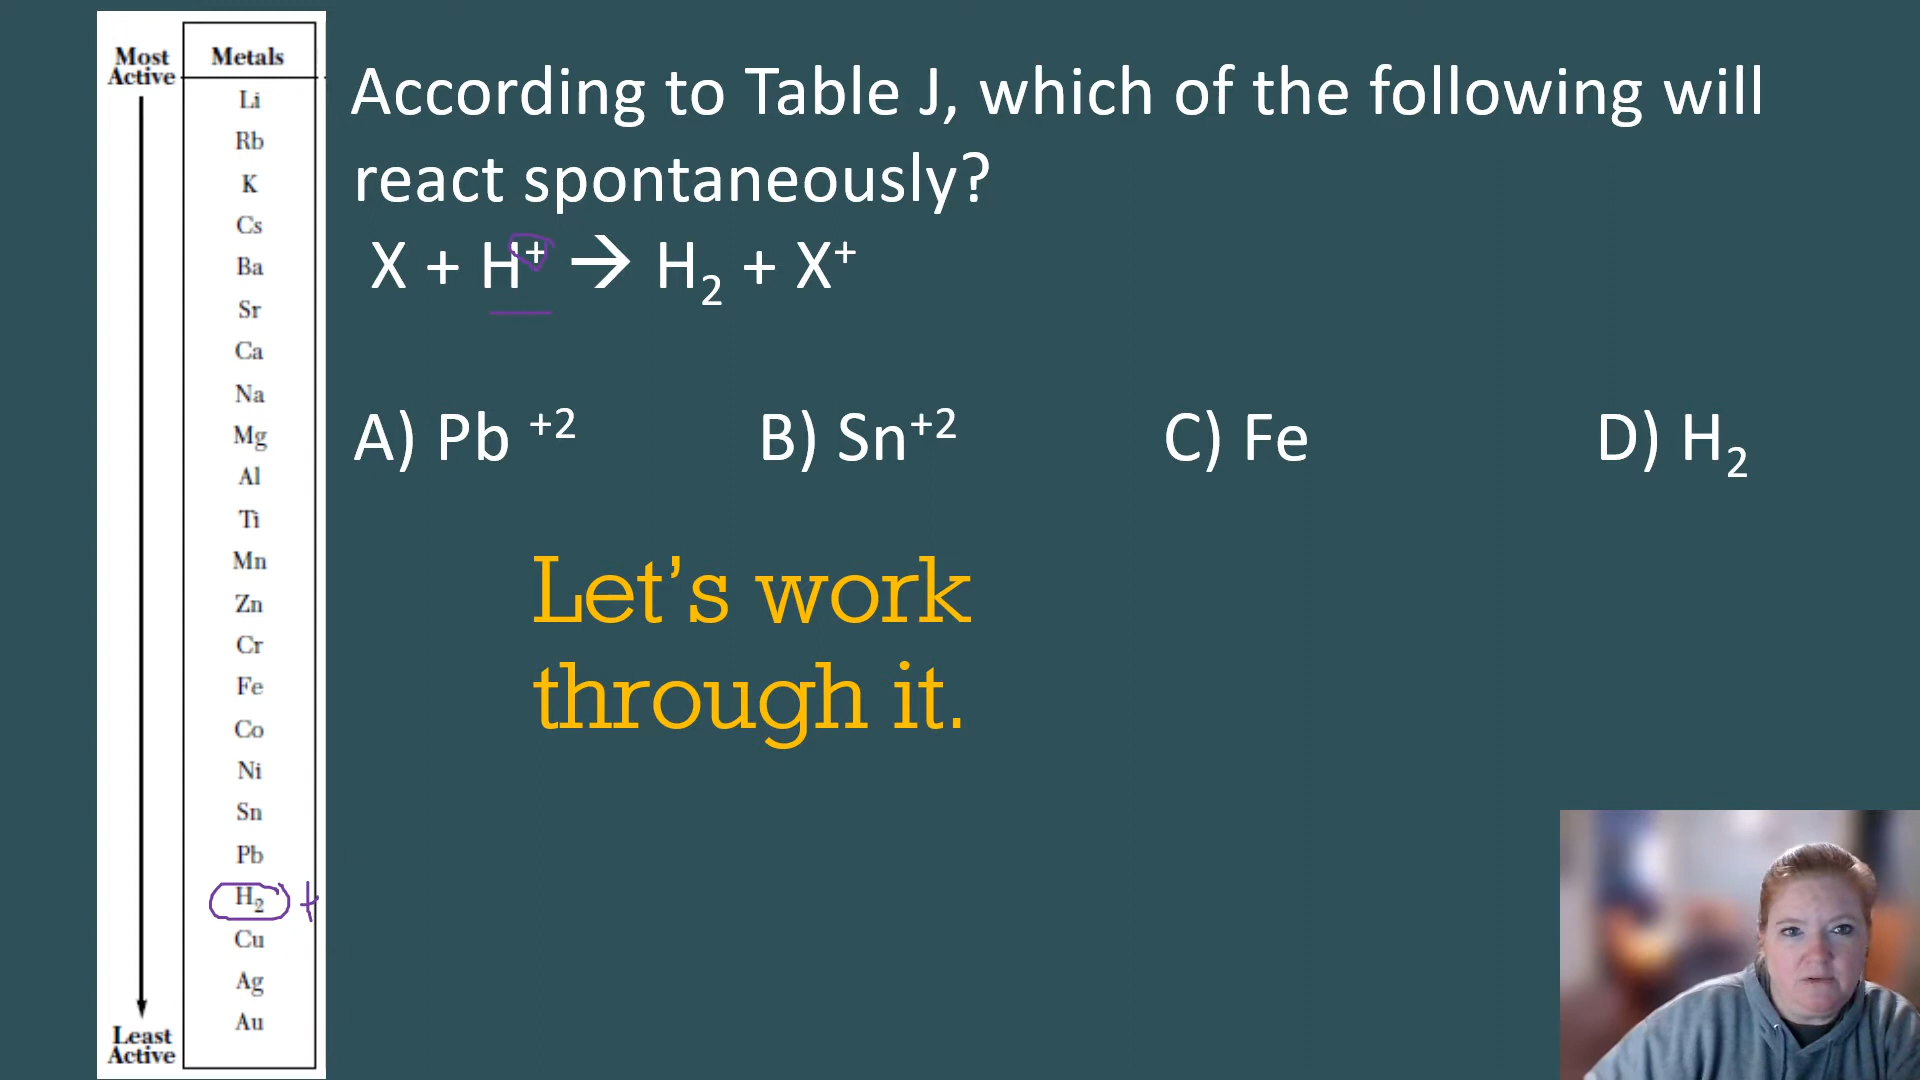 Most
Active
Metals
Li
Rb
K
Cs
Ba
Sr
Ca
Na
Mg
Al
Ti
Mn
Zn
Cr
Fe
Co
Ni
Sn
Pb
H₂ +
Cu
Ag
Au
Least
Active
According to Table J, which of the following will
react spontaneously?
X + H⁺ → H₂ + X⁺
A) Pb ⁺² B) Sn⁺² C) Fe D) H₂
Let’s work
through it.